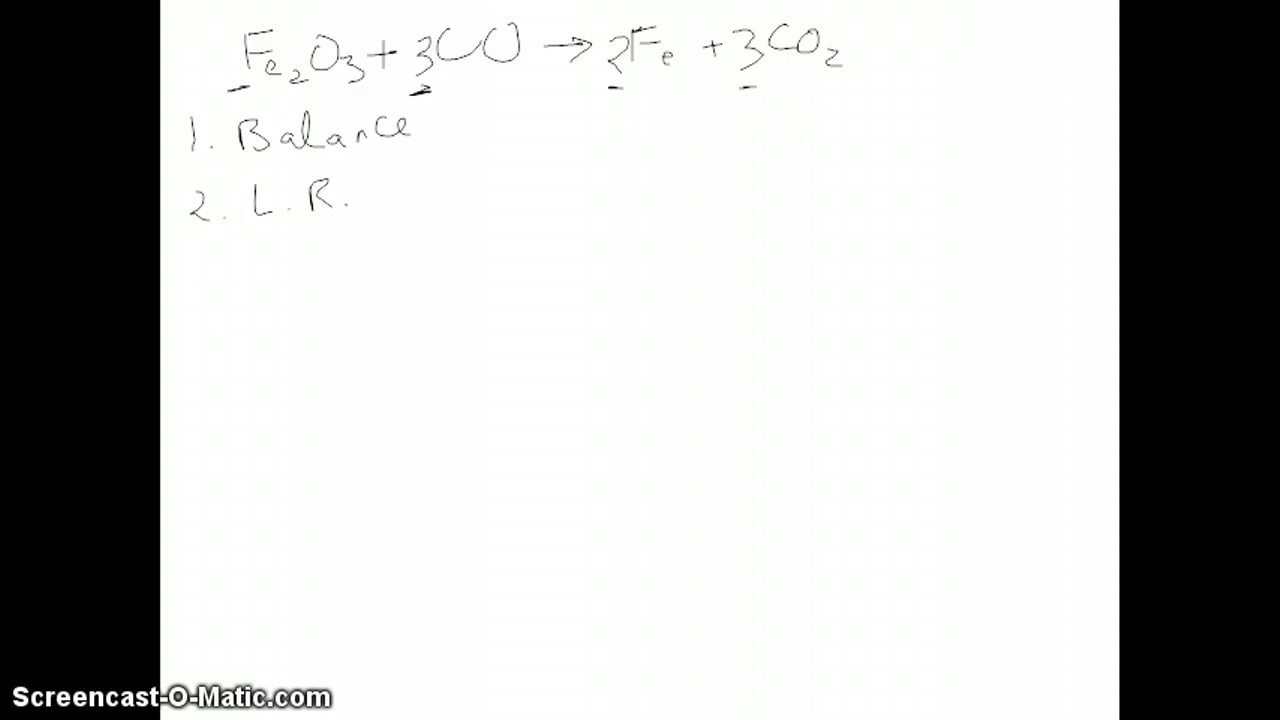 Fe₂O₃ + 3CO → 2Fe + 3CO₂
1. Balance
2. L.R.
Screencast-O-Matic.com